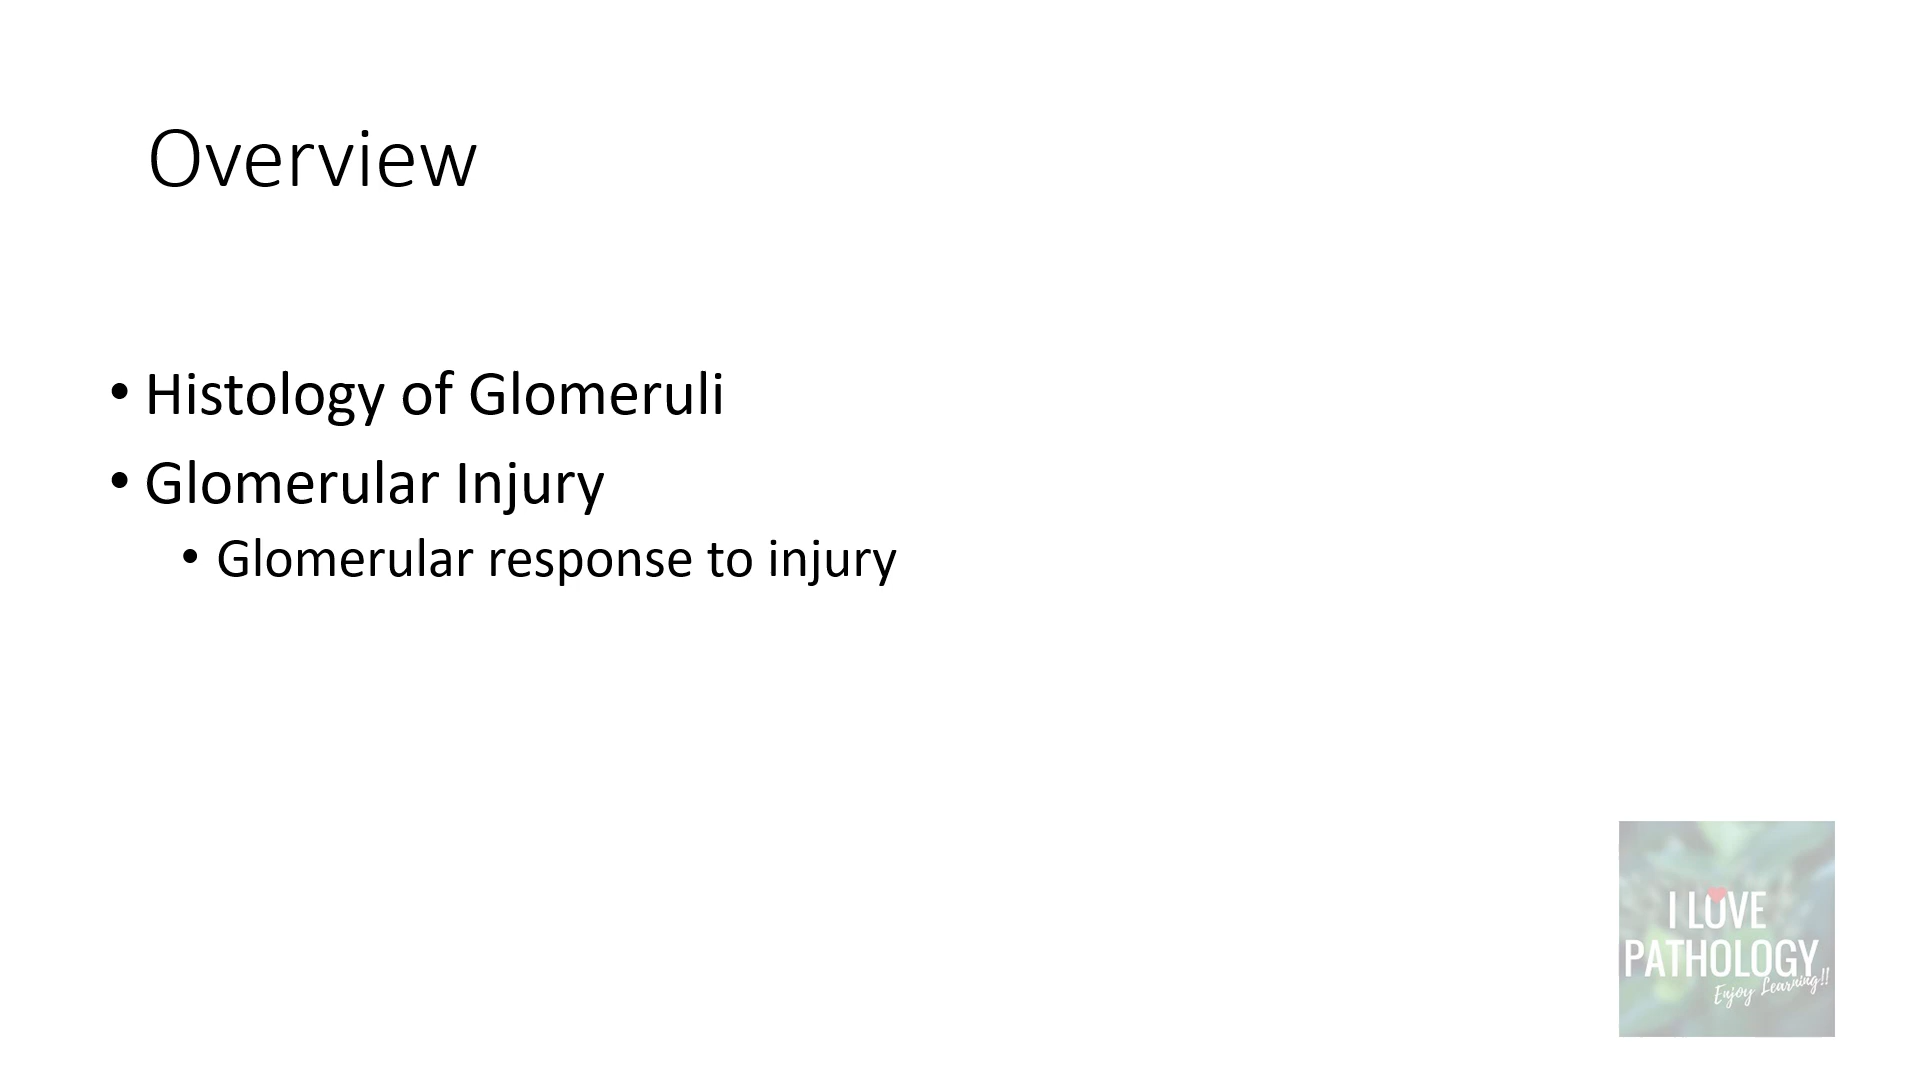 Overview
• Histology of Glomeruli
• Glomerular Injury
• Glomerular response to injury
I LOVE
PATHOLOGY
Enjoy Learning!!